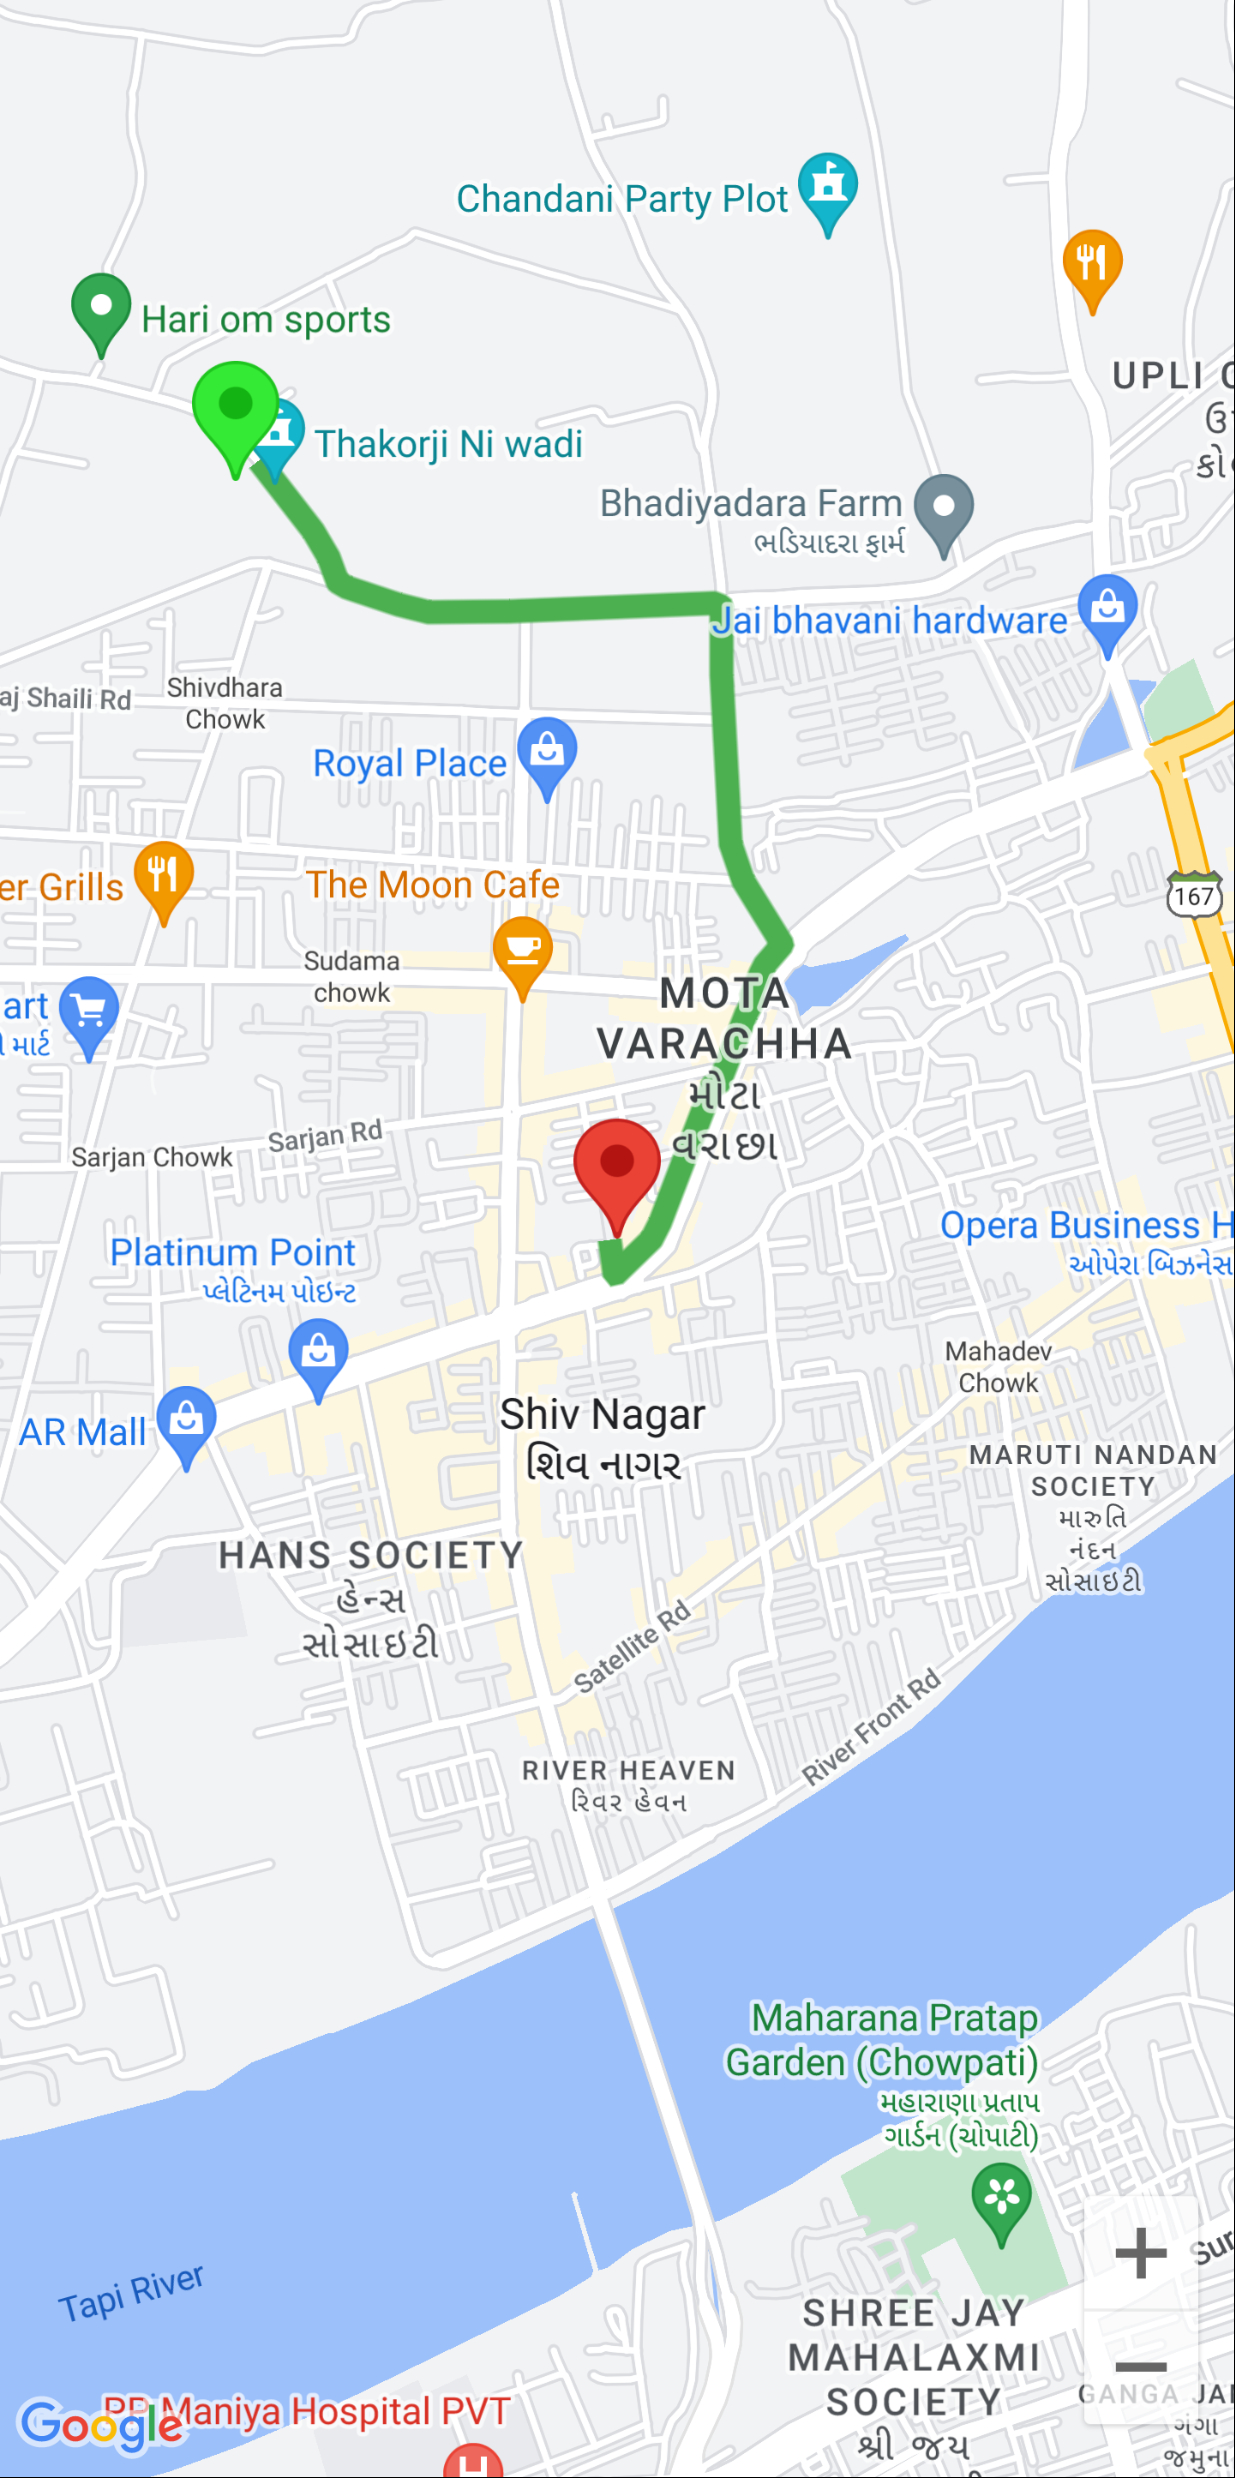 Chandani Party Plot
Hari om sports
UPLI
Thakorji Ni wadi
Bhadiyadara Farm
ભડિયાદરા ફાર્મ
Jai bhavani hardware
aj Shaili Rd
Shivdhara
Chowk
Royal Place
er Grills
The Moon Cafe
167
Sudama
chowk
art
માર્ટ
MOTA
VARACHHA
મોટા
વરાછા
Sarjan Rd
Sarjan Chowk
Opera Business H
ઓપેરા બિઝનેસ
Platinum Point
પ્લેટિનમ પોઇન્ટ
Mahadev
Chowk
AR Mall
Shiv Nagar
શિવ નાગર
MARUTI NANDAN
SOCIETY
મારુતિ
નંદન
સોસાઇટી
HANS SOCIETY
હેન્સ
સોસાઇટી
Satellite Rd
River Front Rd
RIVER HEAVEN
રિવર હેવન
Maharana Pratap
Garden (Chowpati)
મહારાણા પ્રતાપ
ગાર્ડન (ચોપાટી)
Sur
Tapi River
SHREE JAY
MAHALAXMI
SOCIETY
શ્રી જય
GANGA JA
ગંગા
જમુના
PP Maniya Hospital PVT
H
Google